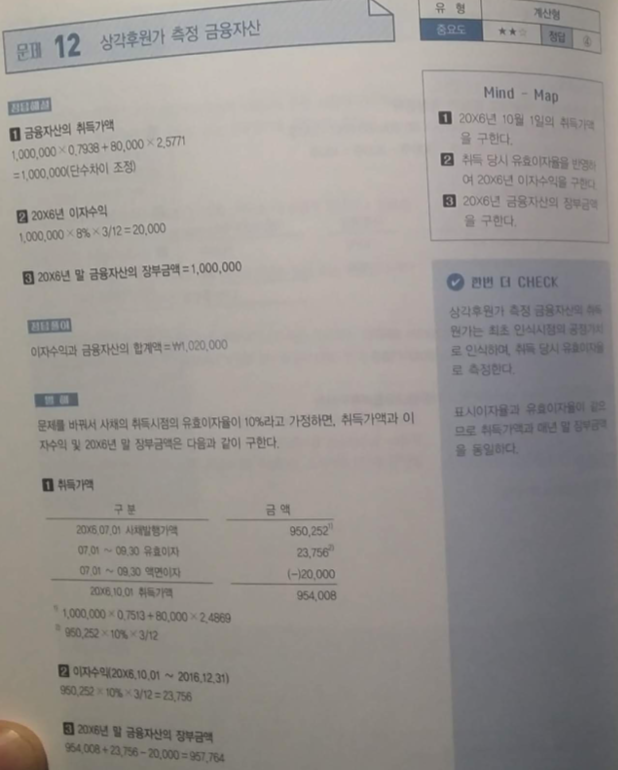 문제 12 상각후원가 측정 금융자산
유 형 계산형
중요도 ★★☆ 정답 ④
정답해설
1 금융자산의 취득가액
1,000,000×0.7938+80,000×2.5771
=1,000,000(단수차이 조정)
2 20X6년 이자수익
1,000,000×8%×3/12=20,000
3 20X6년 말 금융자산의 장부금액=1,000,000
정답풀이
이자수익과 금융자산의 합계액=₩1,020,000
문제를 바꿔서 사채의 취득시점의 유효이자율이 10%라고 가정하면, 취득가액과 이
자수익 및 20X6년 말 장부금액은 다음과 같이 구한다.
1 취득가액
구 분 금 액
20X6.07.01 사채발행가액 950,252¹⁾
07.01 ~ 09.30 유효이자 23,756²⁾
07.01 ~ 09.30 액면이자 (-)20,000
20X6.10.01 취득가액 954,008
¹⁾ 1,000,000×0.7513+80,000×2.4869
²⁾ 950,252×10%×3/12
2 이자수익(20X6.10.01 ~ 2016.12.31)
950,252×10%×3/12=23,756
3 20X6년 말 금융자산의 장부금액
954,008+23,756-20,000=957,764
Mind - Map
1 20X6년 10월 1일의 취득가액
을 구한다.
2 취득 당시 유효이자율을 반영하
여 20X6년 이자수익을 구한다.
3 20X6년 금융자산의 장부금액
을 구한다.
한번 더 CHECK
상각후원가 측정 금융자산의 취득
원가는 최초 인식시점의 공정가치
로 인식하며, 취득 당시 유효이자율
로 측정한다.
표시이자율과 유효이자율이 같으
므로 취득가액과 매년 말 장부금액
을 동일하다.